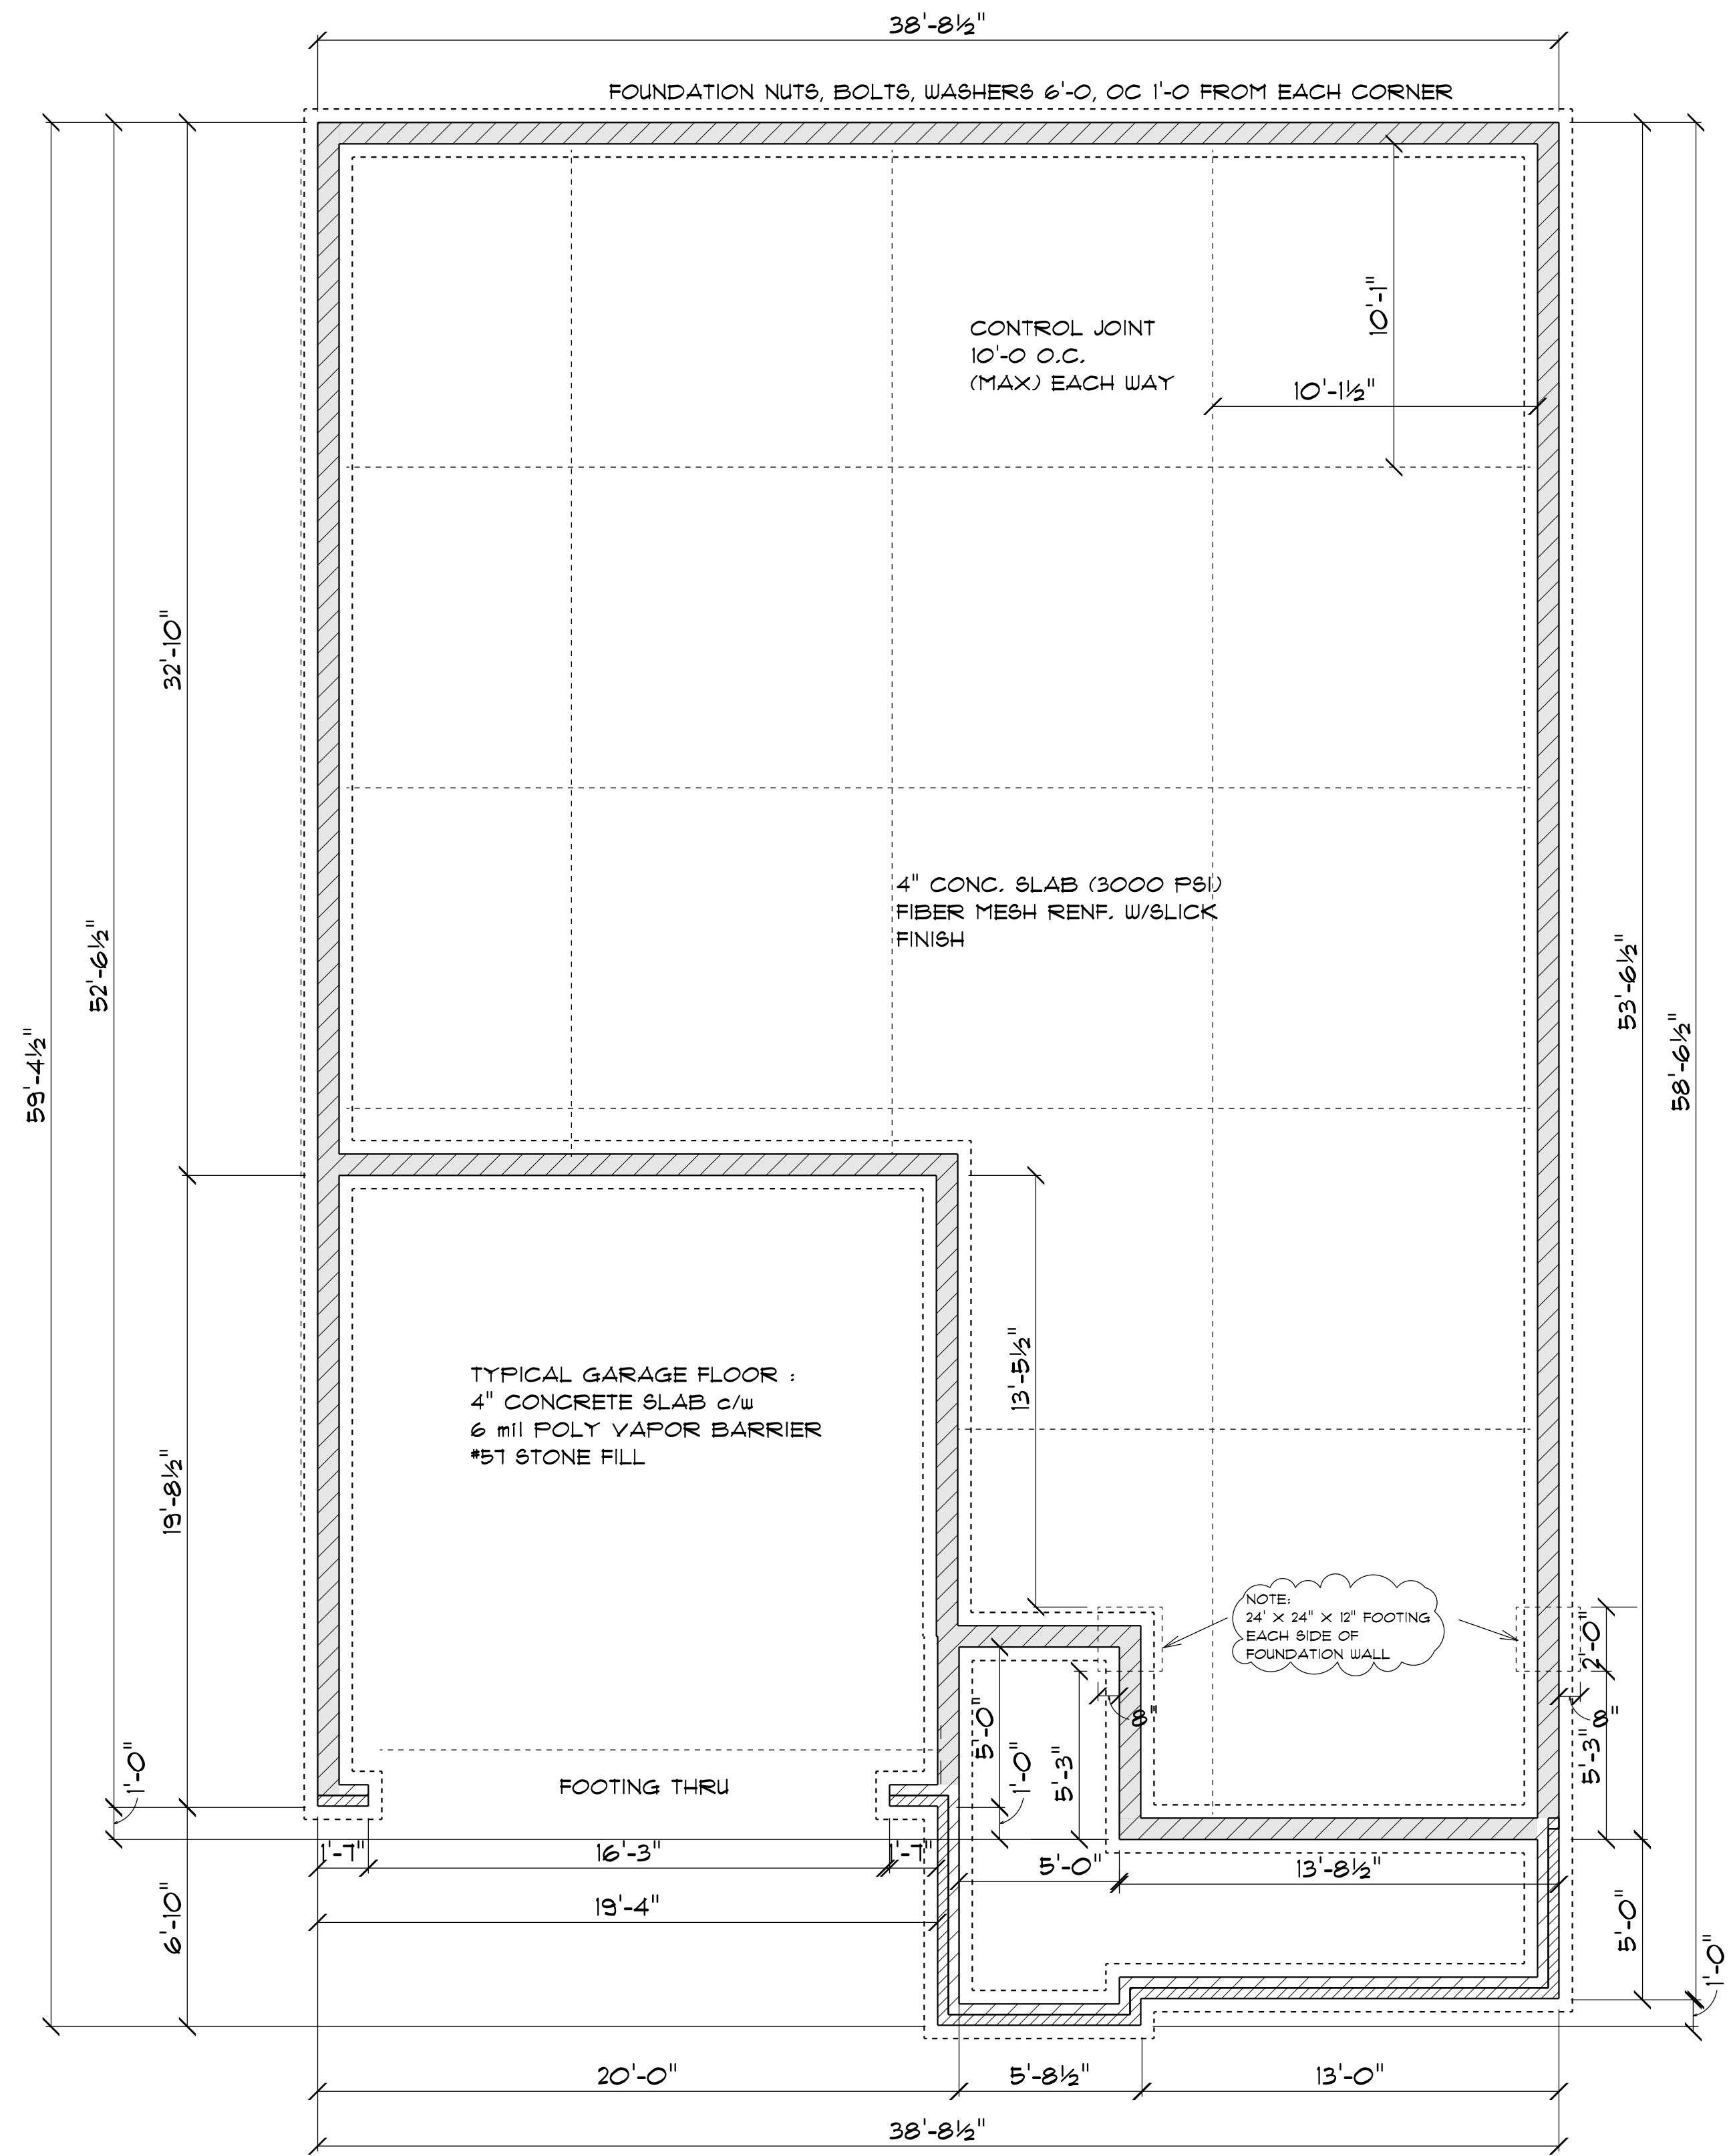 38'-8½"
FOUNDATION NUTS, BOLTS, WASHERS 6'-0, OC 1'-0 FROM EACH CORNER
10'-1"
CONTROL JOINT
10'-0 O.C.
(MAX) EACH WAY
10'-1½"
32'-10"
4" CONC. SLAB (3000 PSI)
FIBER MESH RENF. W/SLICK
FINISH
52'-6½"
53'-6½"
59'-4½"
58'-6½"
TYPICAL GARAGE FLOOR :
4" CONCRETE SLAB c/w
6 mil POLY VAPOR BARRIER
#57 STONE FILL
13'-5½"
19'-8½"
NOTE:
24' X 24" X 12" FOOTING
EACH SIDE OF
FOUNDATION WALL
2'-0"
8"
8"
5'-0"
1'-0"
5'-3"
5'-3"
1'-0"
FOOTING THRU
1'-7"
16'-3"
1'-7"
5'-0"
13'-8½"
19'-4"
6'-10"
5'-0"
1'-0"
20'-0"
5'-8½"
13'-0"
38'-8½"